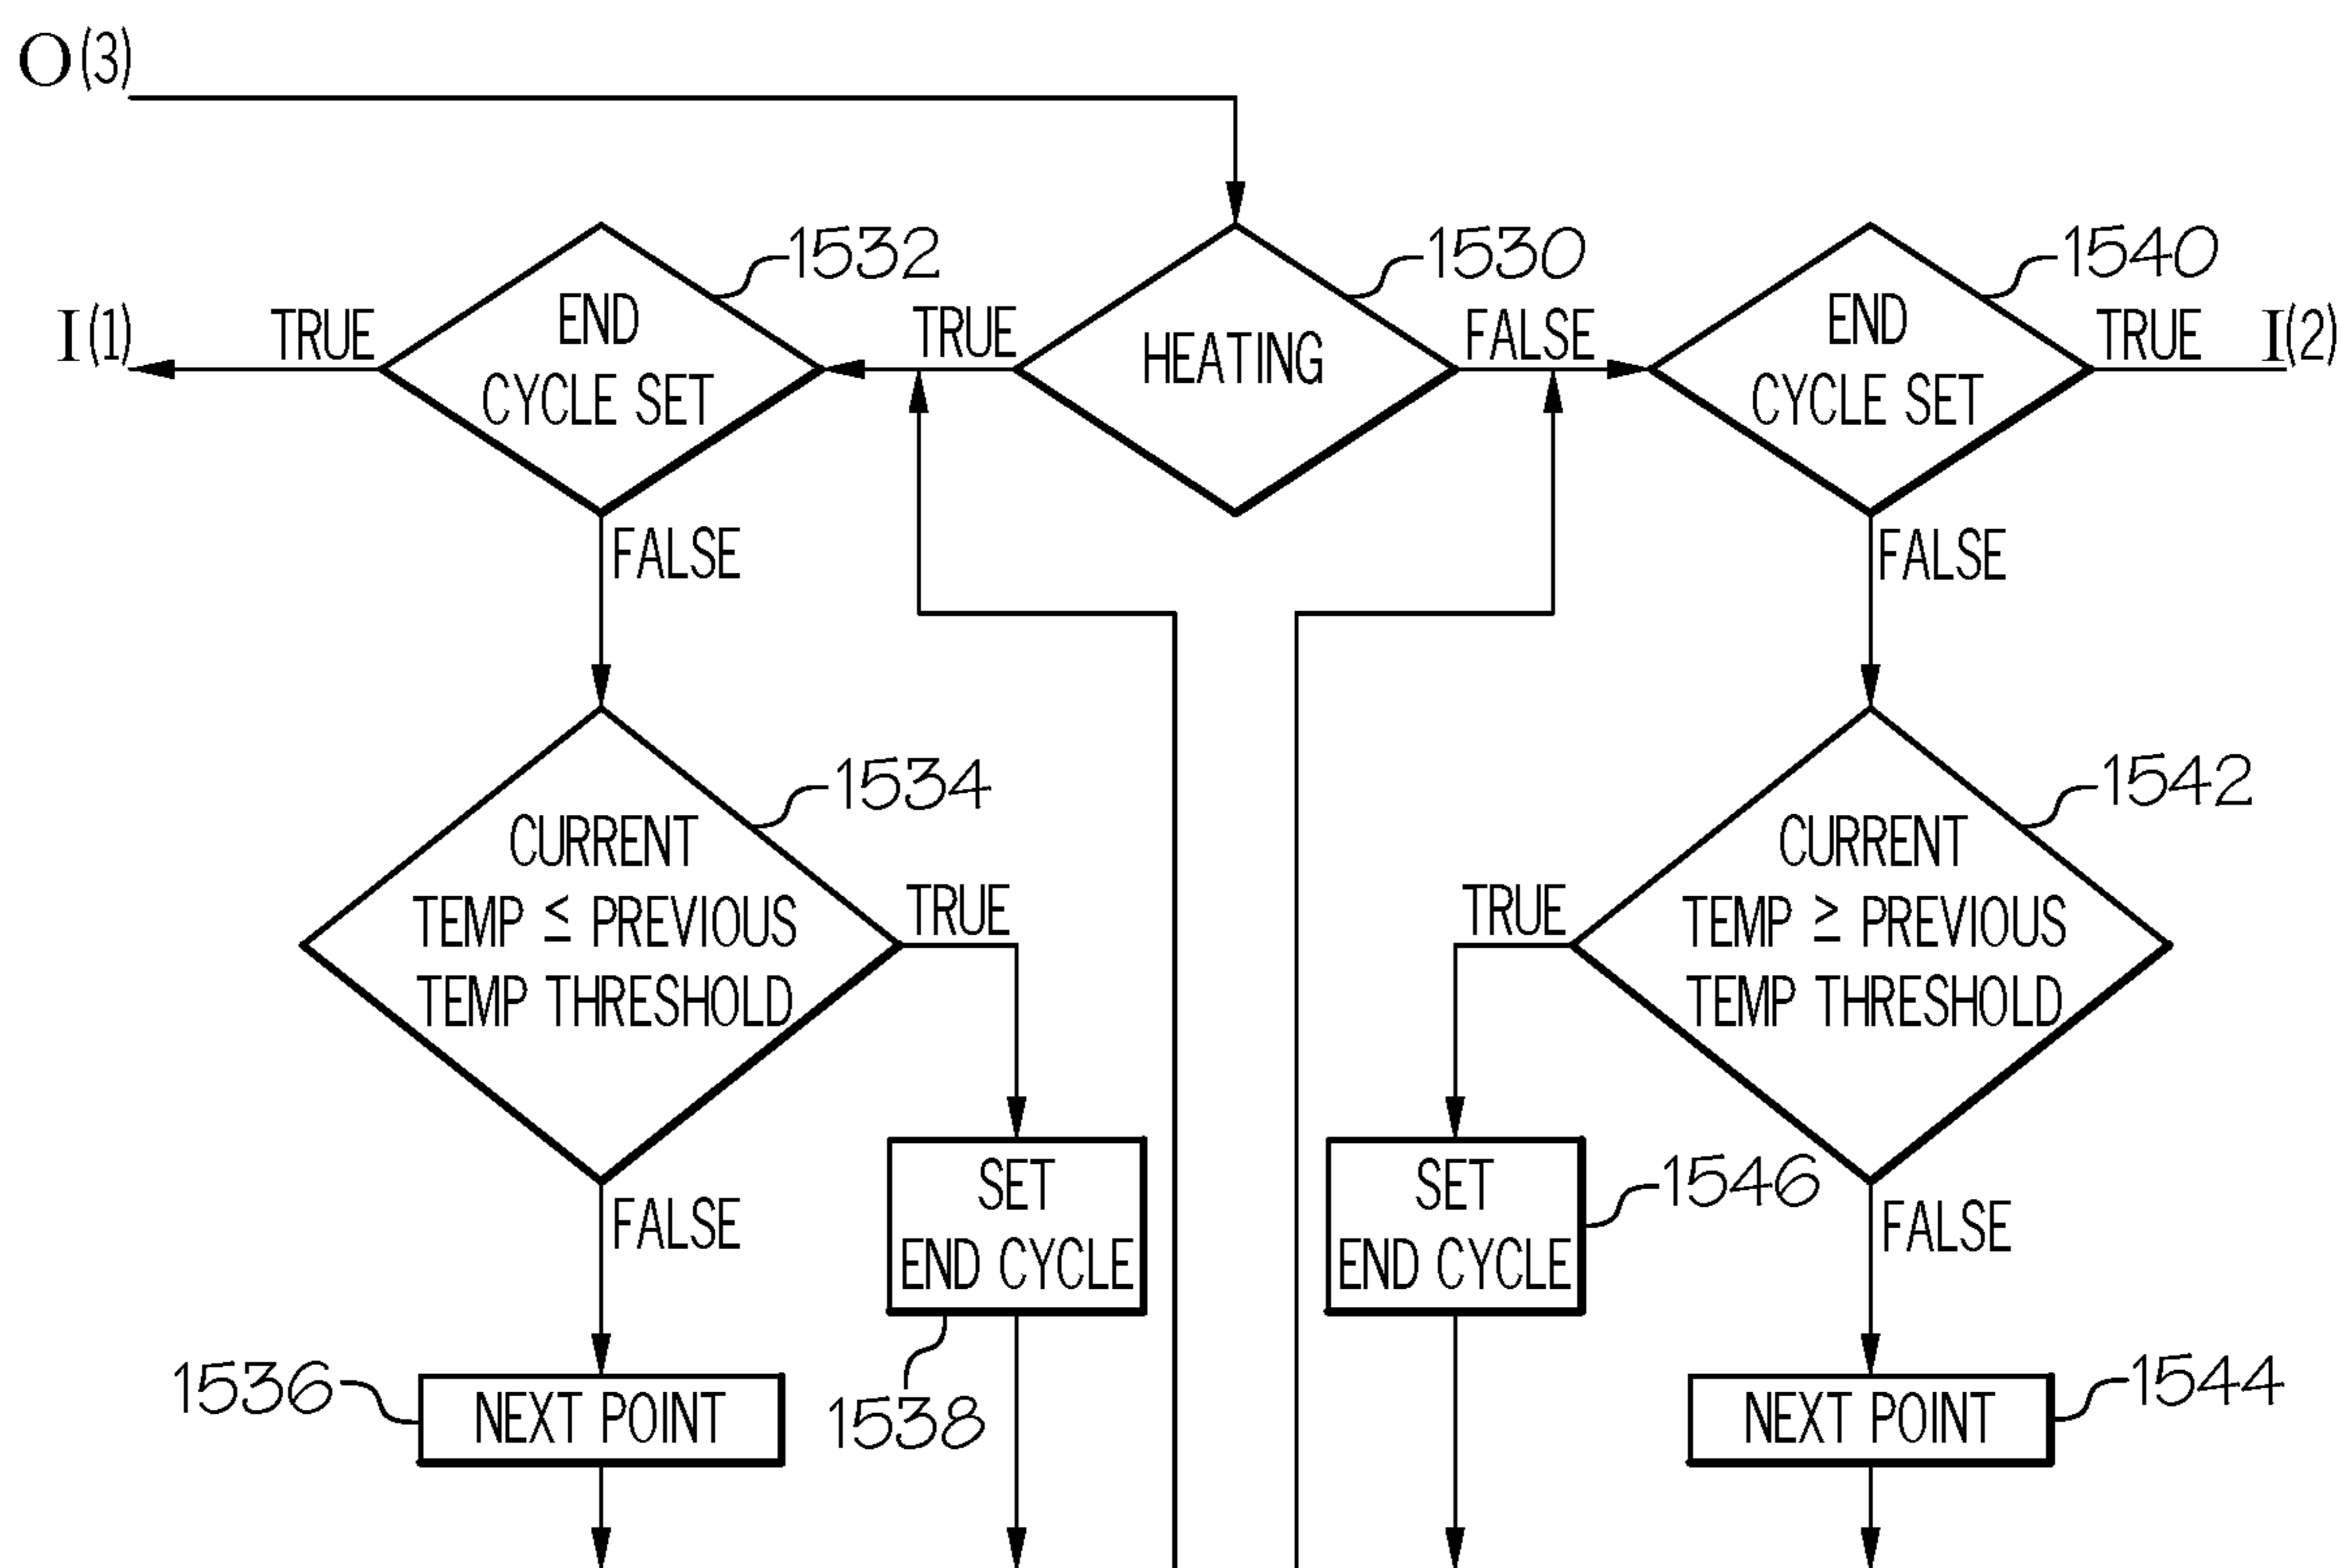 O(3)
1532
1530
1540
I(1)
TRUE
END
CYCLE SET
TRUE
HEATING
FALSE
END
CYCLE SET
TRUE
I(2)
FALSE
FALSE
1534
1542
CURRENT
TEMP ≤ PREVIOUS
TEMP THRESHOLD
TRUE
TRUE
CURRENT
TEMP ≥ PREVIOUS
TEMP THRESHOLD
FALSE
SET
END CYCLE
SET
END CYCLE
1546
FALSE
1536
NEXT POINT
1538
NEXT POINT
1544